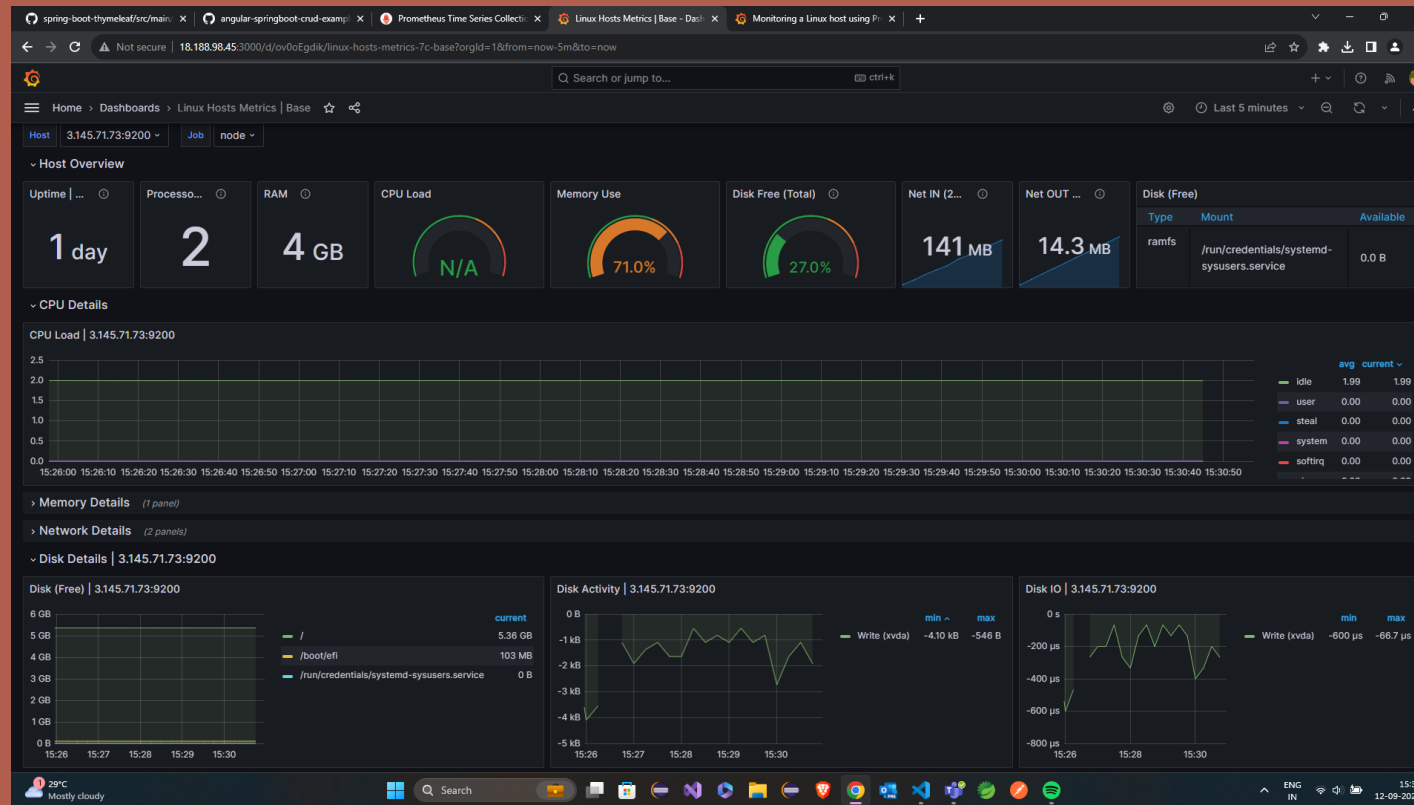 spring-boot-thymeleaf/src/main/
angular-springboot-crud-exampl
Prometheus Time Series Collectic
Linux Hosts Metrics | Base - Dash
Monitoring a Linux host using Pr
Not secure | 18.188.98.45:3000/d/ov0oEgdik/linux-hosts-metrics-7c-base?orgId=1&from=now-5m&to=now
Search or jump to... ctrl+k
Home > Dashboards > Linux Hosts Metrics | Base
Last 5 minutes
Host 3.145.71.73:9200 Job node
Host Overview
Uptime | ... Processo... RAM CPU Load Memory Use Disk Free (Total) Net IN (2... Net OUT ... Disk (Free)
Type Mount Available
1 day 2 4 GB N/A 71.0% 27.0% 141 MB 14.3 MB
ramfs /run/credentials/systemd-sysusers.service 0.0 B
CPU Details
CPU Load | 3.145.71.73:9200
2.5
2.0
1.5
1.0
0.5
0.0
15:26:00 15:26:10 15:26:20 15:26:30 15:26:40 15:26:50 15:27:00 15:27:10 15:27:20 15:27:30 15:27:40 15:27:50 15:28:00 15:28:10 15:28:20 15:28:30 15:28:40 15:28:50 15:29:00 15:29:10 15:29:20 15:29:30 15:29:40 15:29:50 15:30:00 15:30:10 15:30:20 15:30:30 15:30:40 15:30:50
avg current
idle 1.99 1.99
user 0.00 0.00
steal 0.00 0.00
system 0.00 0.00
softirq 0.00 0.00
Memory Details (1 panel)
Network Details (2 panels)
Disk Details | 3.145.71.73:9200
Disk (Free) | 3.145.71.73:9200
6 GB
5 GB
4 GB
3 GB
2 GB
1 GB
0 B
15:26 15:27 15:28 15:29 15:30
current
/ 5.36 GB
/boot/efi 103 MB
/run/credentials/systemd-sysusers.service 0 B
Disk Activity | 3.145.71.73:9200
0 B
-1 kB
-2 kB
-3 kB
-4 kB
-5 kB
15:26 15:27 15:28 15:29 15:30
min max
Write (xvda) -4.10 kB -546 B
Disk IO | 3.145.71.73:9200
0 s
-200 µs
-400 µs
-600 µs
-800 µs
15:26 15:28 15:30
min max
Write (xvda) -600 µs -66.7 µs
1
29°C
Mostly cloudy
Search
ENG
IN
15:3
12-09-202